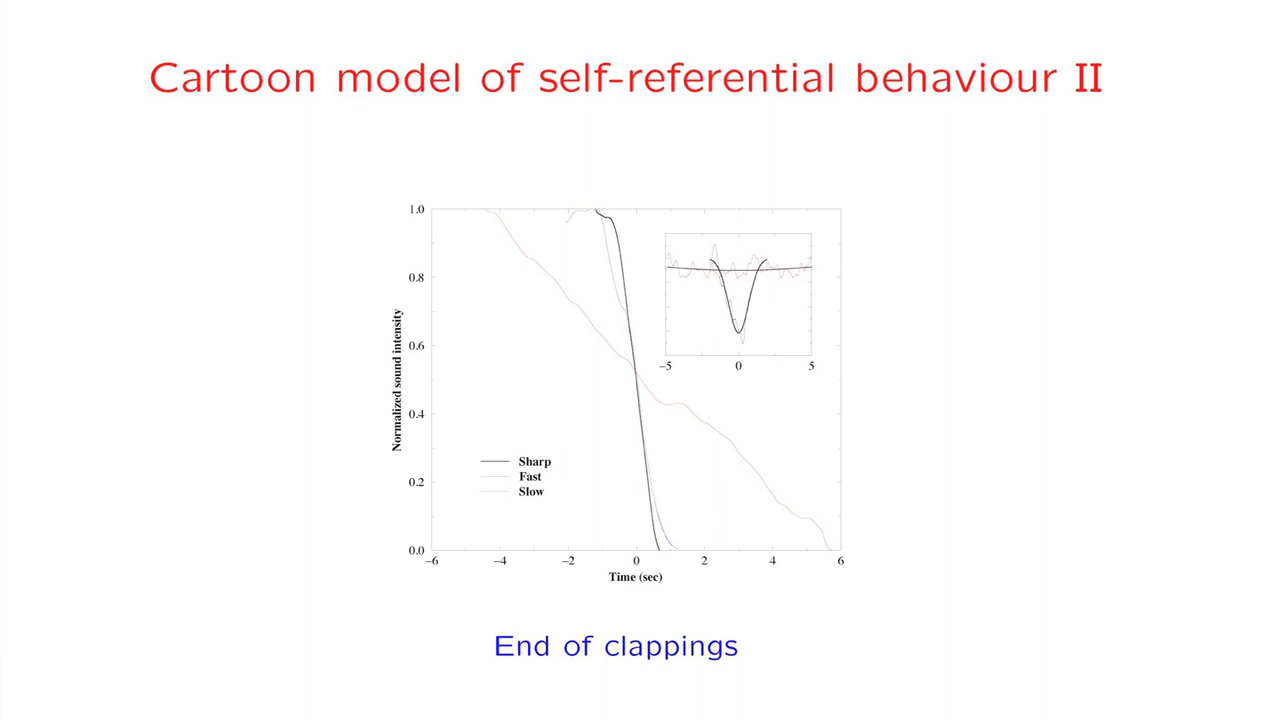 Cartoon model of self-referential behaviour II
1.0
0.8
0.6
0.4
0.2
0.0
Normalized sound intensity
−5 0 5
Sharp
Fast
Slow
−6 −4 −2 0 2 4 6
Time (sec)
End of clappings